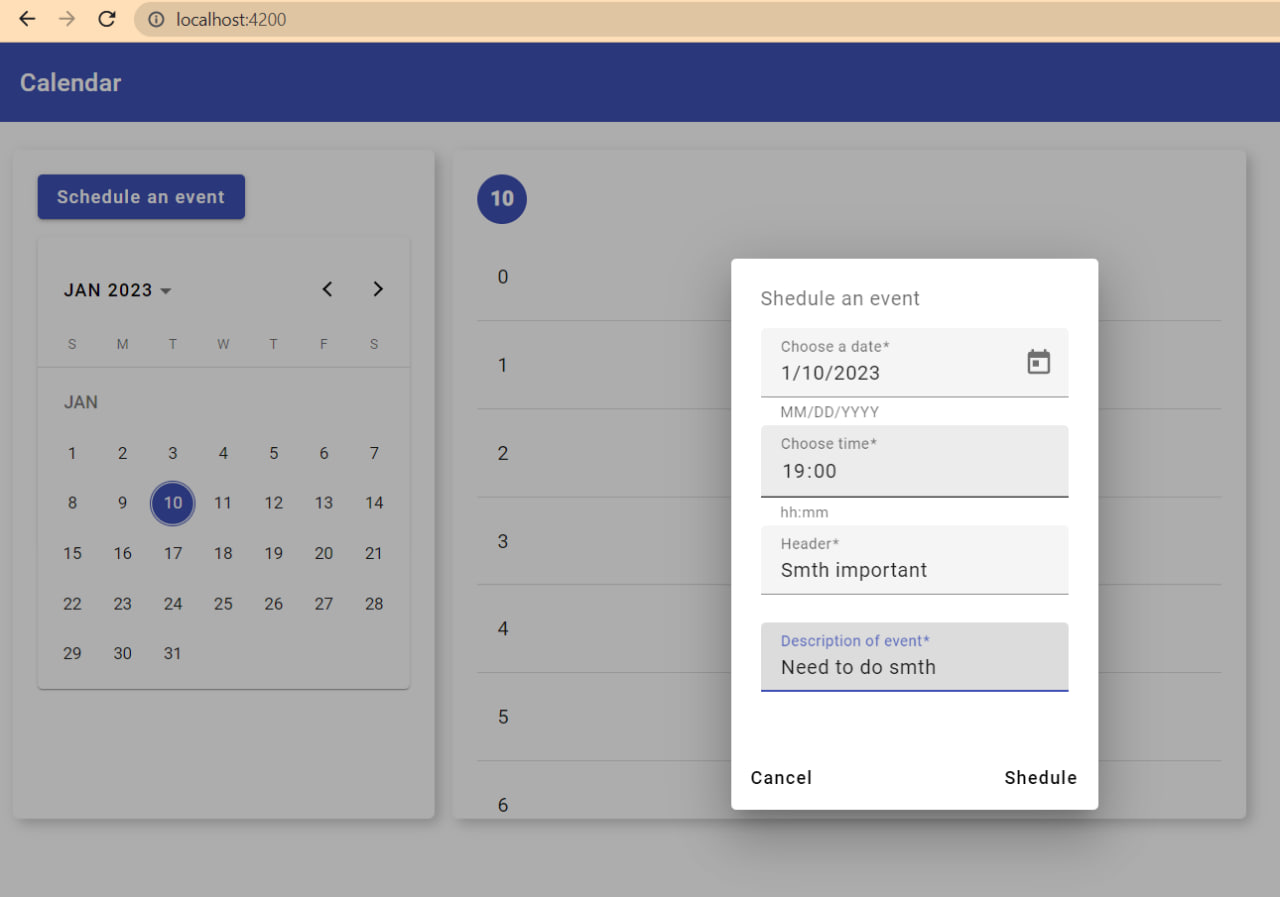 localhost:4200
Calendar
Schedule an event
JAN 2023
S M T W T F S
JAN
1 2 3 4 5 6 7
8 9 10 11 12 13 14
15 16 17 18 19 20 21
22 23 24 25 26 27 28
29 30 31
10
0
1
2
3
4
5
6
Shedule an event
Choose a date*
1/10/2023
MM/DD/YYYY
Choose time*
19:00
hh:mm
Header*
Smth important
Description of event*
Need to do smth
Cancel Shedule